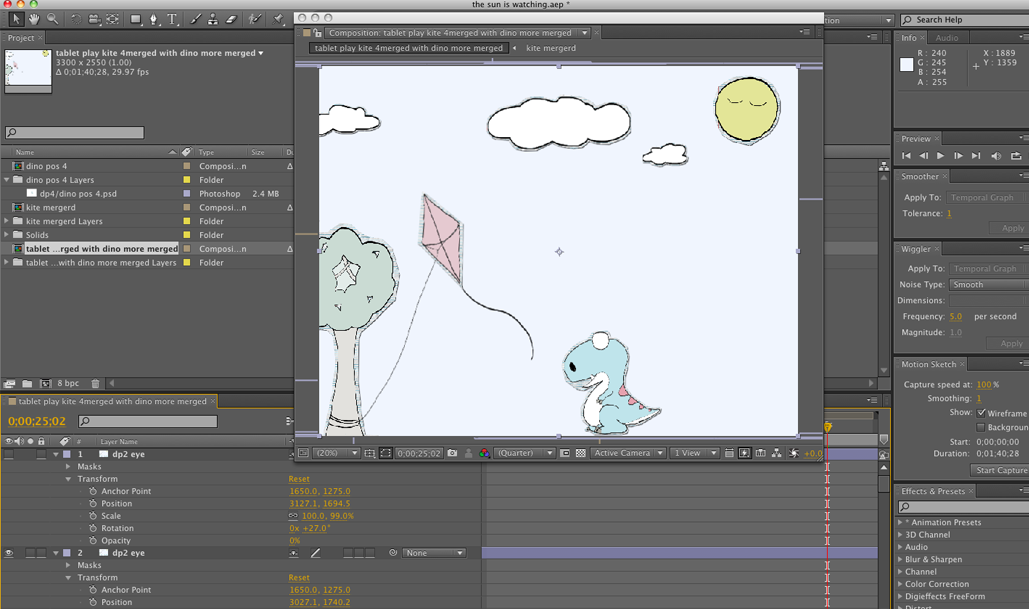 the sun is watching.aep *
Search Help
Project ×
Info ×
Audio
tablet play kite 4merged with dino more merged ▼
3300 x 2550 (1.00)
Δ 0;01;40;28, 29.97 fps
Composition: tablet play kite 4merged with dino more merged
tablet play kite 4merged with dino more merged
kite mergerd
R : 240
G : 245
B : 254
A : 255
X : 1889
Y : 1359
Name
Type
Size
Du
dino pos 4
Composi...n
dino pos 4 Layers
Folder
dp4/dino pos 4.psd
Photoshop
2.4 MB
kite mergerd
Composi...n
kite mergerd Layers
Folder
Solids
Folder
tablet ...rged with dino more merged
Composi...n
tablet ...with dino more merged Layers
Folder
8 bpc
Preview ×
Smoother ×
Apply To:
Temporal Graph
Tolerance: 1
Apply
Wiggler ×
Apply To:
Temporal Graph
Noise Type:
Smooth
Dimensions:
Frequency: 5.0 per second
Magnitude: 1.0
Apply
Motion Sketch ×
Capture speed at: 100 %
Smoothing: 1
Show: Wireframe
Backgroun
Start: 0;00;00;00
Duration: 0;01;40;28
Start Capture
Effects & Presets ×
* Animation Presets
3D Channel
Audio
Blur & Sharpen
Channel
Color Correction
Digieffects FreeForm
Distort
(20%)
0;00;25;02
(Quarter)
Active Camera
1 View
+0.0
tablet play kite 4merged with dino more merged ×
0;00;25;02
#
Layer Name
1
dp2 eye
Masks
Transform
Reset
Anchor Point
1650.0, 1275.0
Position
3127.1, 1694.5
Scale
100.0, 99.0%
Rotation
0x +27.0°
Opacity
0%
2
dp2 eye
None
Masks
Transform
Reset
Anchor Point
1650.0, 1275.0
Position
3027.1, 1740.2